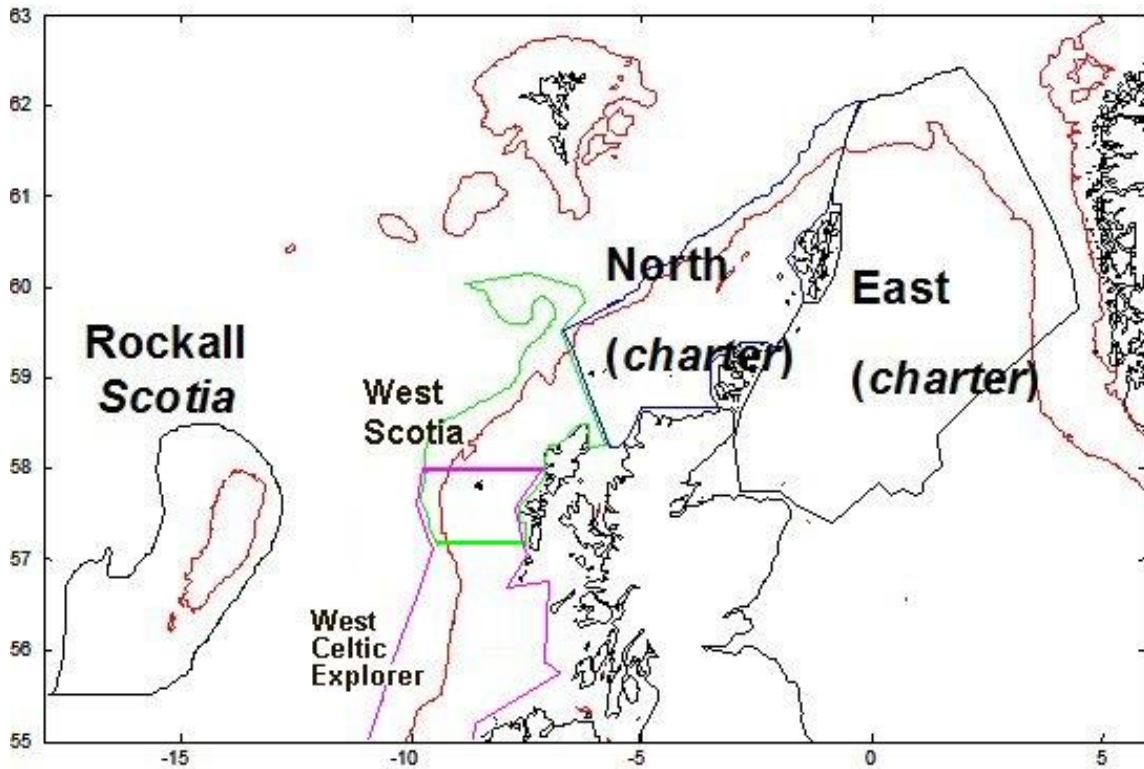 63
62
61
60
59
58
57
56
55
North
(charter)
East
(charter)
Rockall
Scotia
West
Scotia
West
Celtic
Explorer
-15
-10
-5
0
5